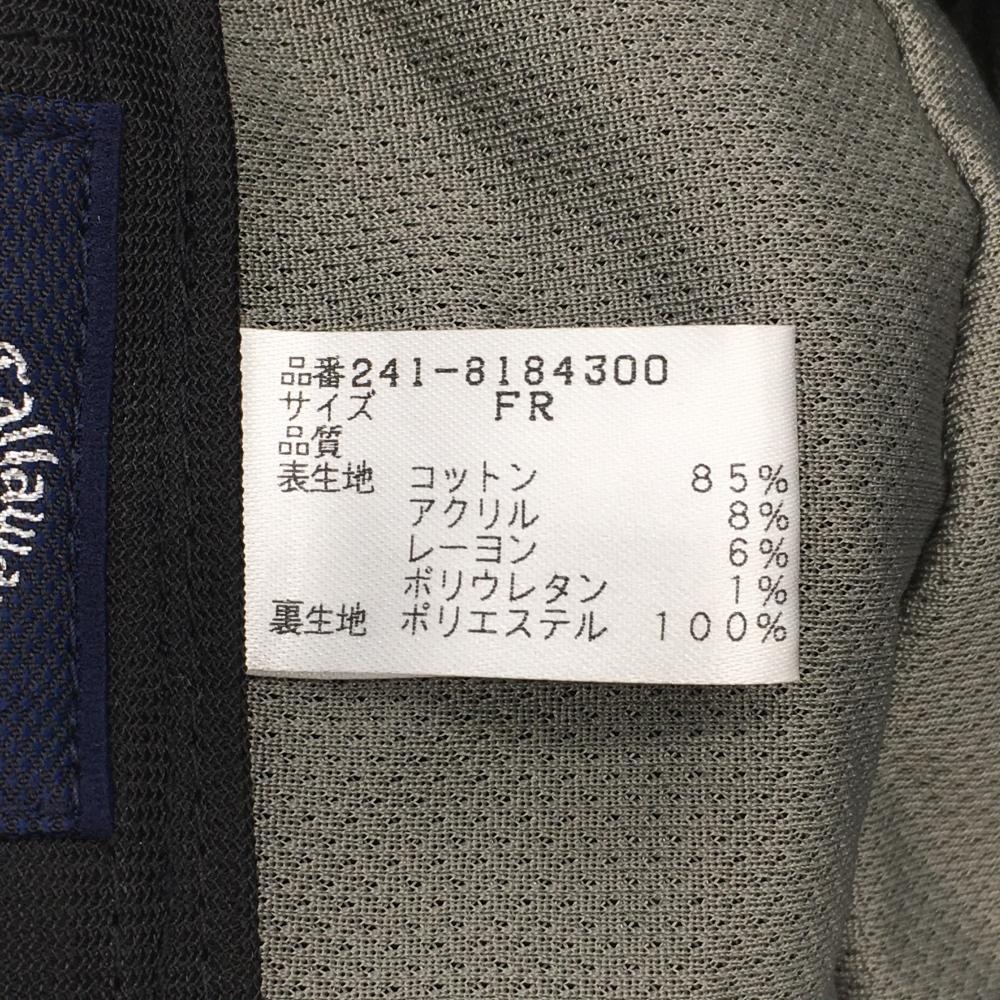 品番241-8184300
サイズ FR
品質
表生地 コットン 85%
アクリル 8%
レーヨン 6%
ポリウレタン 1%
裏生地 ポリエステル 100%
Callaway